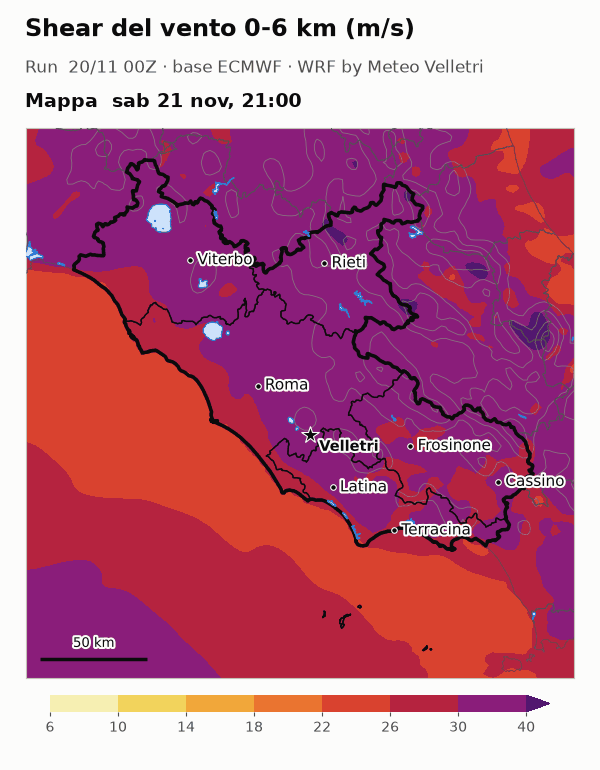 Shear del vento 0-6 km (m/s)
Run  20/11 00Z · base ECMWF · WRF by Meteo Velletri
Mappa  sab 21 nov, 21:00
Viterbo
Rieti
Roma
Velletri
Frosinone
Latina
Cassino
Terracina
50 km
6 10 14 18 22 26 30 40